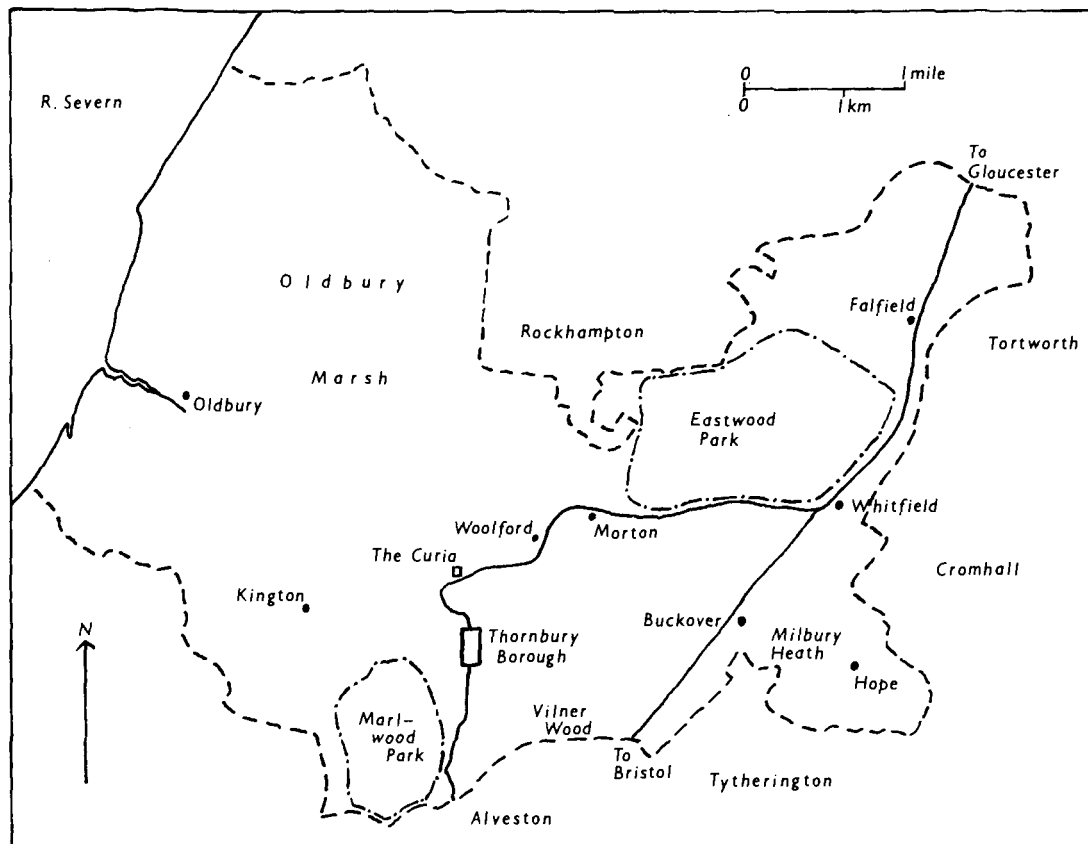 R. Severn
0 1 mile
0 1 km
To
Gloucester
Oldbury
Rockhampton
Falfield
Tortworth
Marsh
Oldbury
Eastwood
Park
Whitfield
Woolford
Morton
The Curia
Cromhall
Kington
N
Thornbury
Borough
Buckover
Milbury
Heath
Hope
Marl-
wood
Park
Vilner
Wood
To
Bristol
Tytherington
Alveston